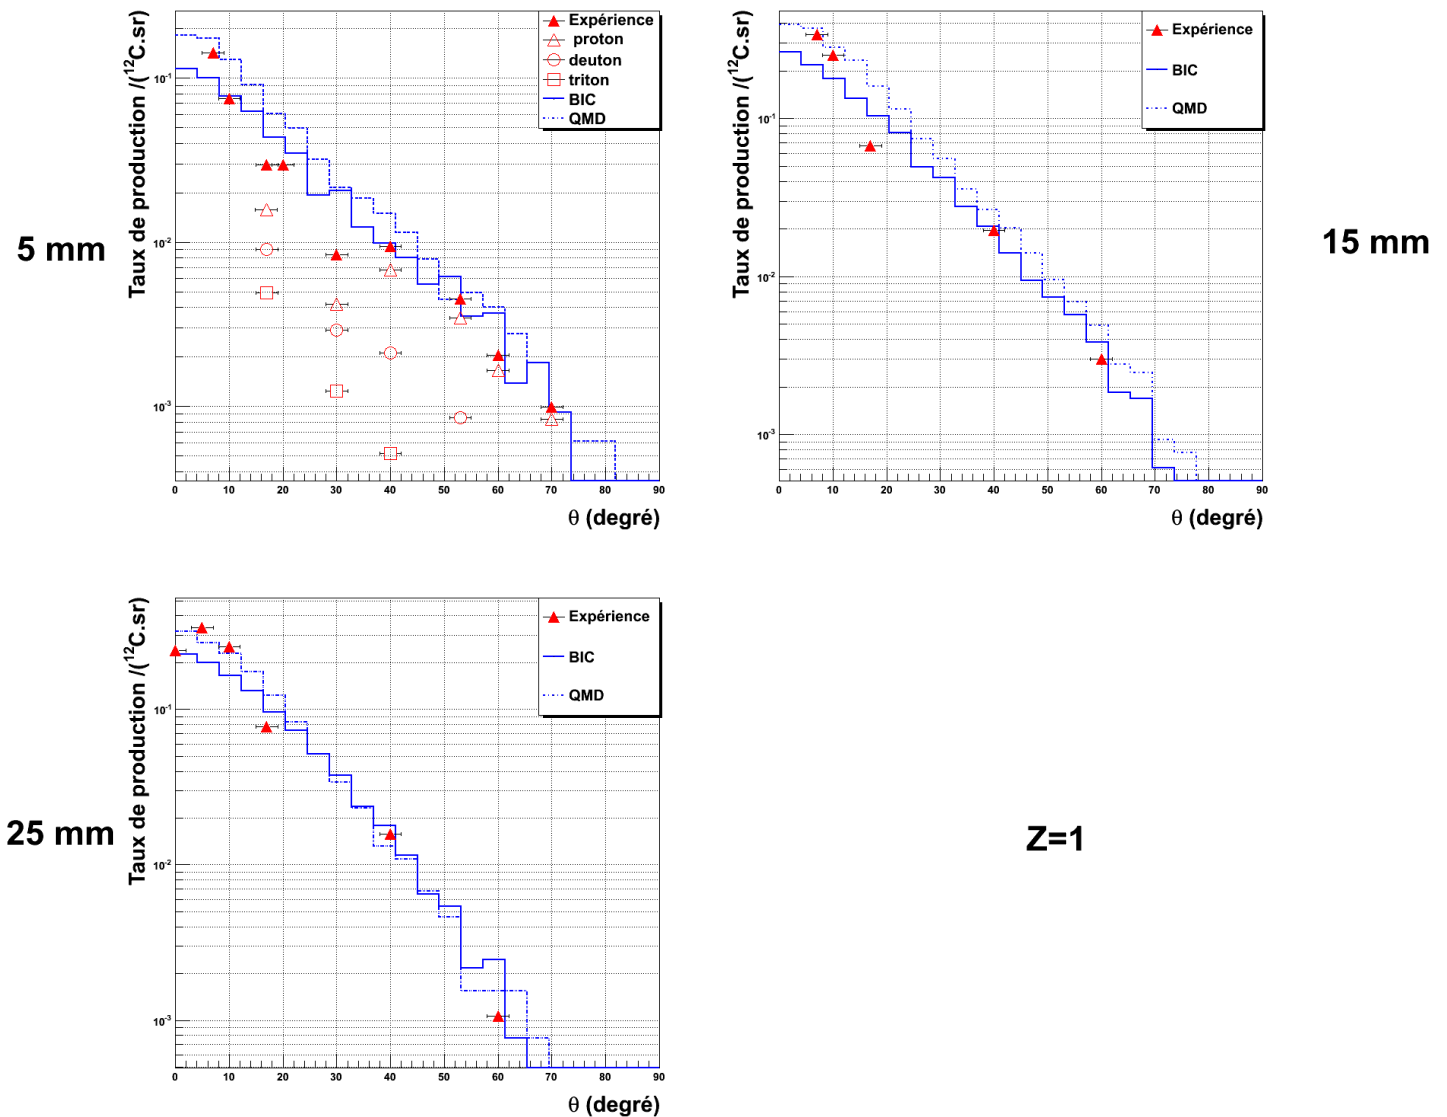 5 mm
Taux de production /(¹²C.sr)
10⁻¹
10⁻²
10⁻³
0 10 20 30 40 50 60 70 80 90
θ (degré)
Expérience
proton
deuton
triton
BIC
QMD
15 mm
Taux de production /(¹²C.sr)
10⁻¹
10⁻²
10⁻³
0 10 20 30 40 50 60 70 80 90
θ (degré)
Expérience
BIC
QMD
25 mm
Taux de production /(¹²C.sr)
10⁻¹
10⁻²
10⁻³
0 10 20 30 40 50 60 70 80 90
θ (degré)
Expérience
BIC
QMD
Z=1